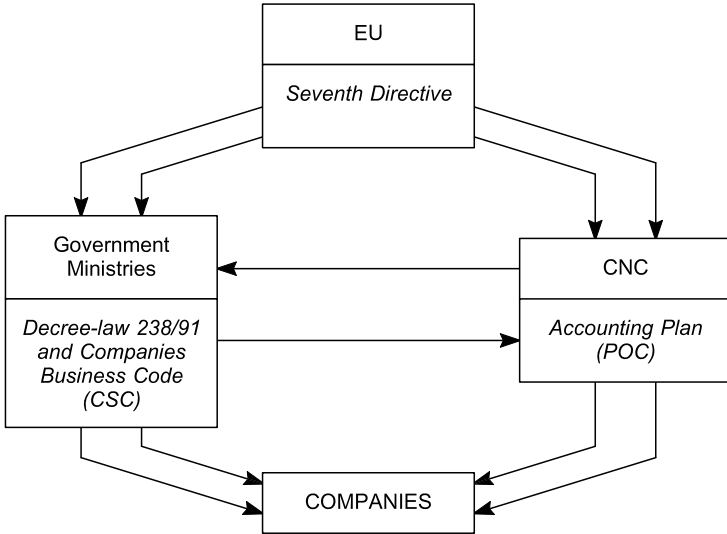 EU
Seventh Directive
Government
Ministries
Decree-law 238/91
and Companies
Business Code
(CSC)
CNC
Accounting Plan
(POC)
COMPANIES